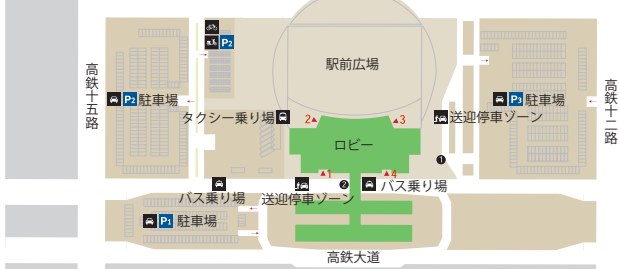 P2
駅前広場
高鉄十五路
P2 駐車場
P3 駐車場
高鉄十二路
タクシー乗り場
2
3
送迎停車ゾーン
ロビー
1
1
2
4
バス乗り場
送迎停車ゾーン
バス乗り場
P1 駐車場
高鉄大道